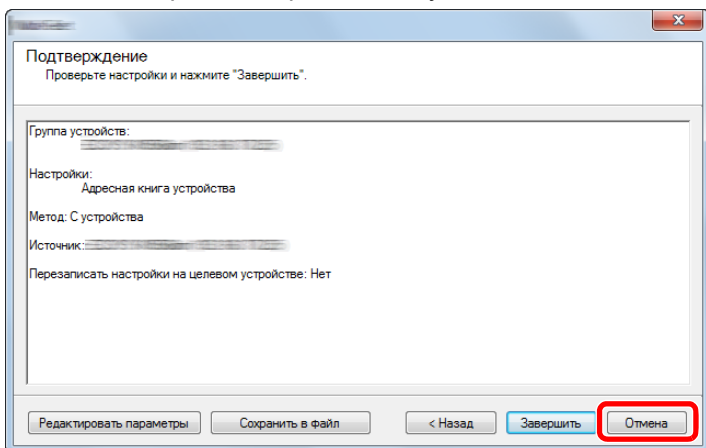 Подтверждение
Проверьте настройки и нажмите "Завершить".
Группа устройств:
Настройки:
Адресная книга устройства
Метод: С устройства
Источник:
Перезаписать настройки на целевом устройстве: Нет
Редактировать параметры Сохранить в файл < Назад Завершить Отмена